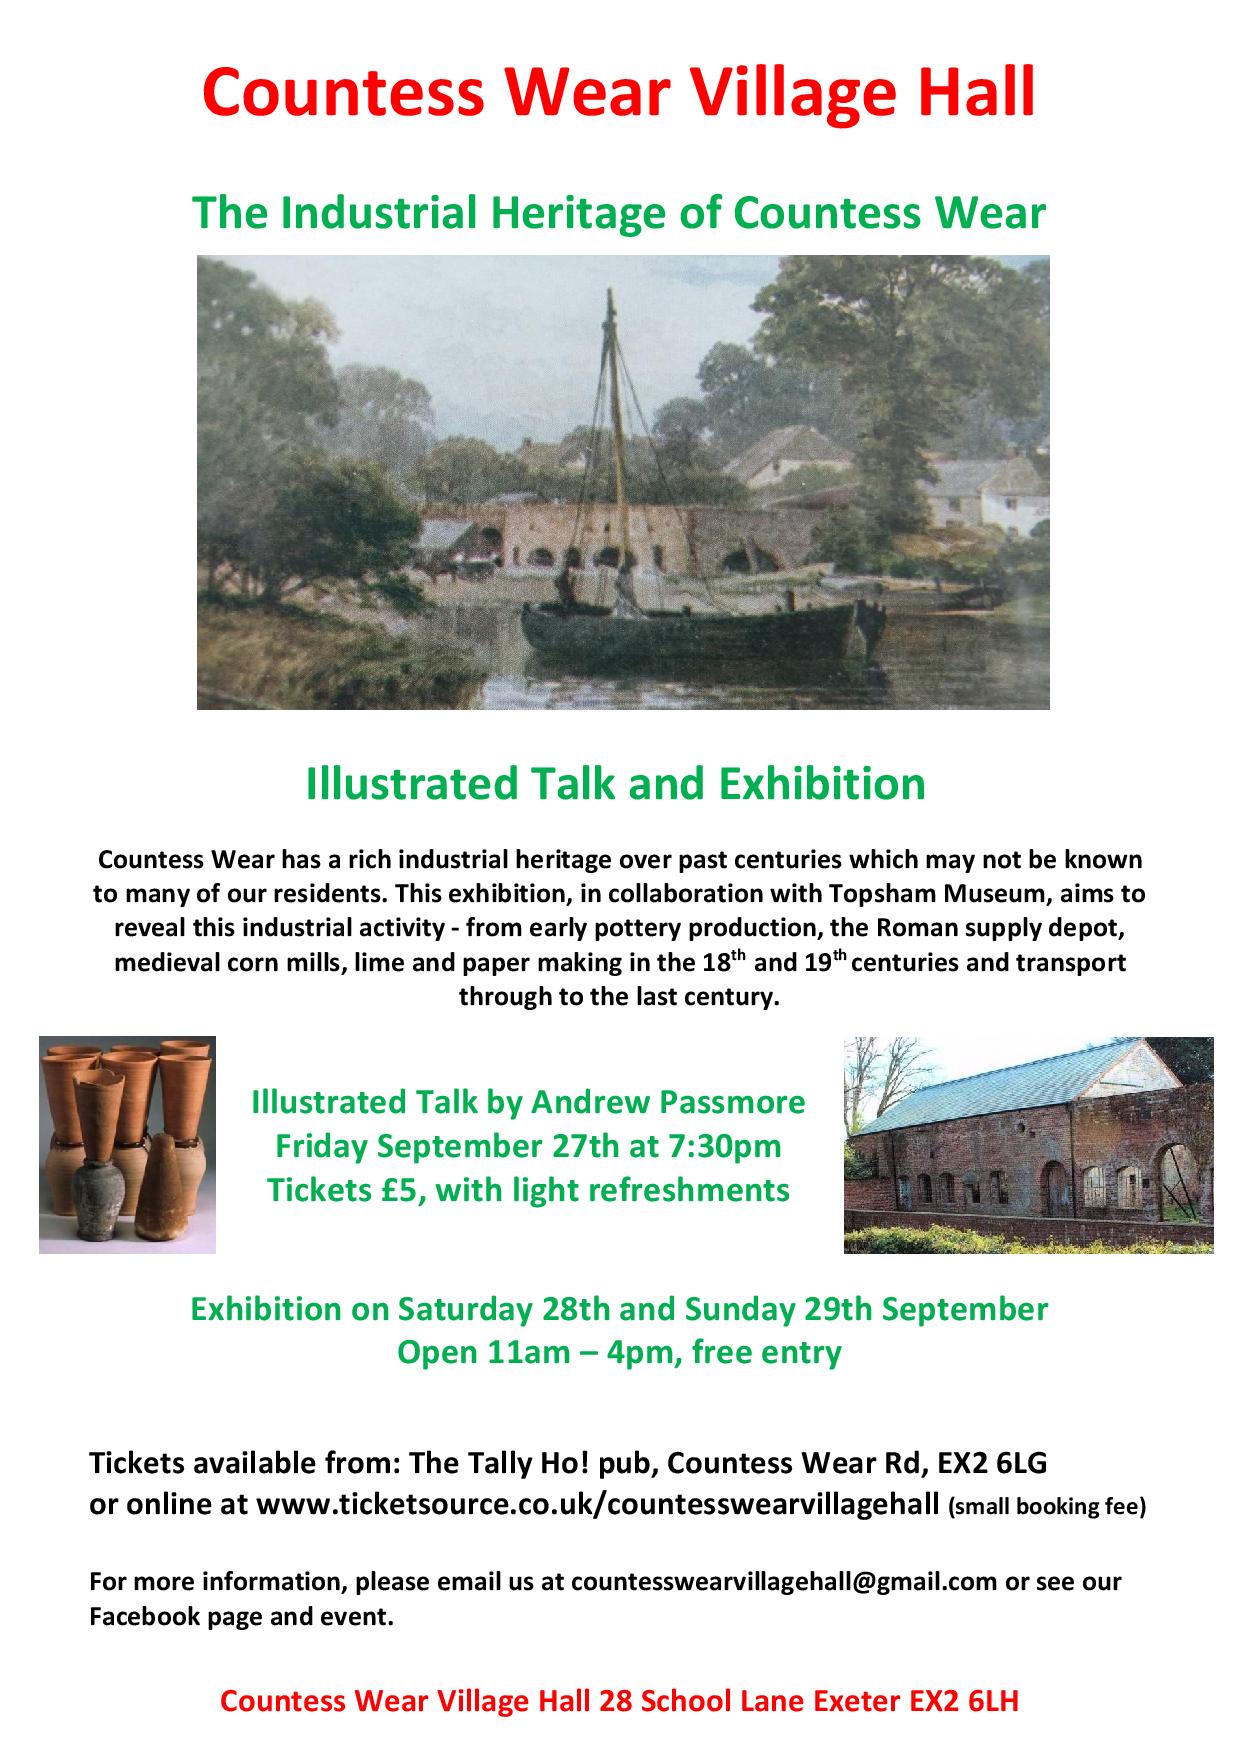 Countess Wear Village Hall
The Industrial Heritage of Countess Wear
Illustrated Talk and Exhibition
Countess Wear has a rich industrial heritage over past centuries which may not be known
to many of our residents. This exhibition, in collaboration with Topsham Museum, aims to
reveal this industrial activity - from early pottery production, the Roman supply depot,
medieval corn mills, lime and paper making in the 18th and 19th centuries and transport
through to the last century.
Illustrated Talk by Andrew Passmore
Friday September 27th at 7:30pm
Tickets £5, with light refreshments
Exhibition on Saturday 28th and Sunday 29th September
Open 11am – 4pm, free entry
Tickets available from: The Tally Ho! pub, Countess Wear Rd, EX2 6LG
or online at www.ticketsource.co.uk/countesswearvillagehall (small booking fee)
For more information, please email us at countesswearvillagehall@gmail.com or see our
Facebook page and event.
Countess Wear Village Hall 28 School Lane Exeter EX2 6LH